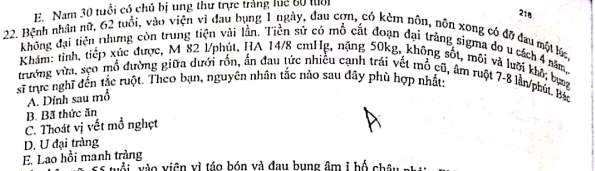 E. Nam 30 tuổi có chú bị ung thư trực tràng lúc 60 tuổi
218
22. Bệnh nhân nữ, 62 tuổi, vào viện vì đau bụng 1 ngày, đau cơn, có kèm nôn, nôn xong có đỡ đau một lúc,
không đại tiện nhưng còn trung tiện vài lần. Tiền sử có mổ cắt đoạn đại tràng sigma do u cách 4 năm.
Khám: tỉnh, tiếp xúc được, M 82 l/phút, HA 14/8 cmHg, nặng 50kg, không sốt, môi và lưỡi khô; bụng
trướng vừa, sẹo mổ đường giữa dưới rốn, ấn đau tức nhiều cạnh trái vết mổ cũ, âm ruột 7-8 lần/phút. Bác
sĩ trực nghĩ đến tắc ruột. Theo bạn, nguyên nhân tắc nào sau đây phù hợp nhất:
A. Dính sau mổ
B. Bã thức ăn
C. Thoát vị vết mổ nghẹt
D. U đại tràng
E. Lao hồi manh tràng
A
55 tuổi, vào viện vì táo bón và đau bụng âm ỉ hố chậu